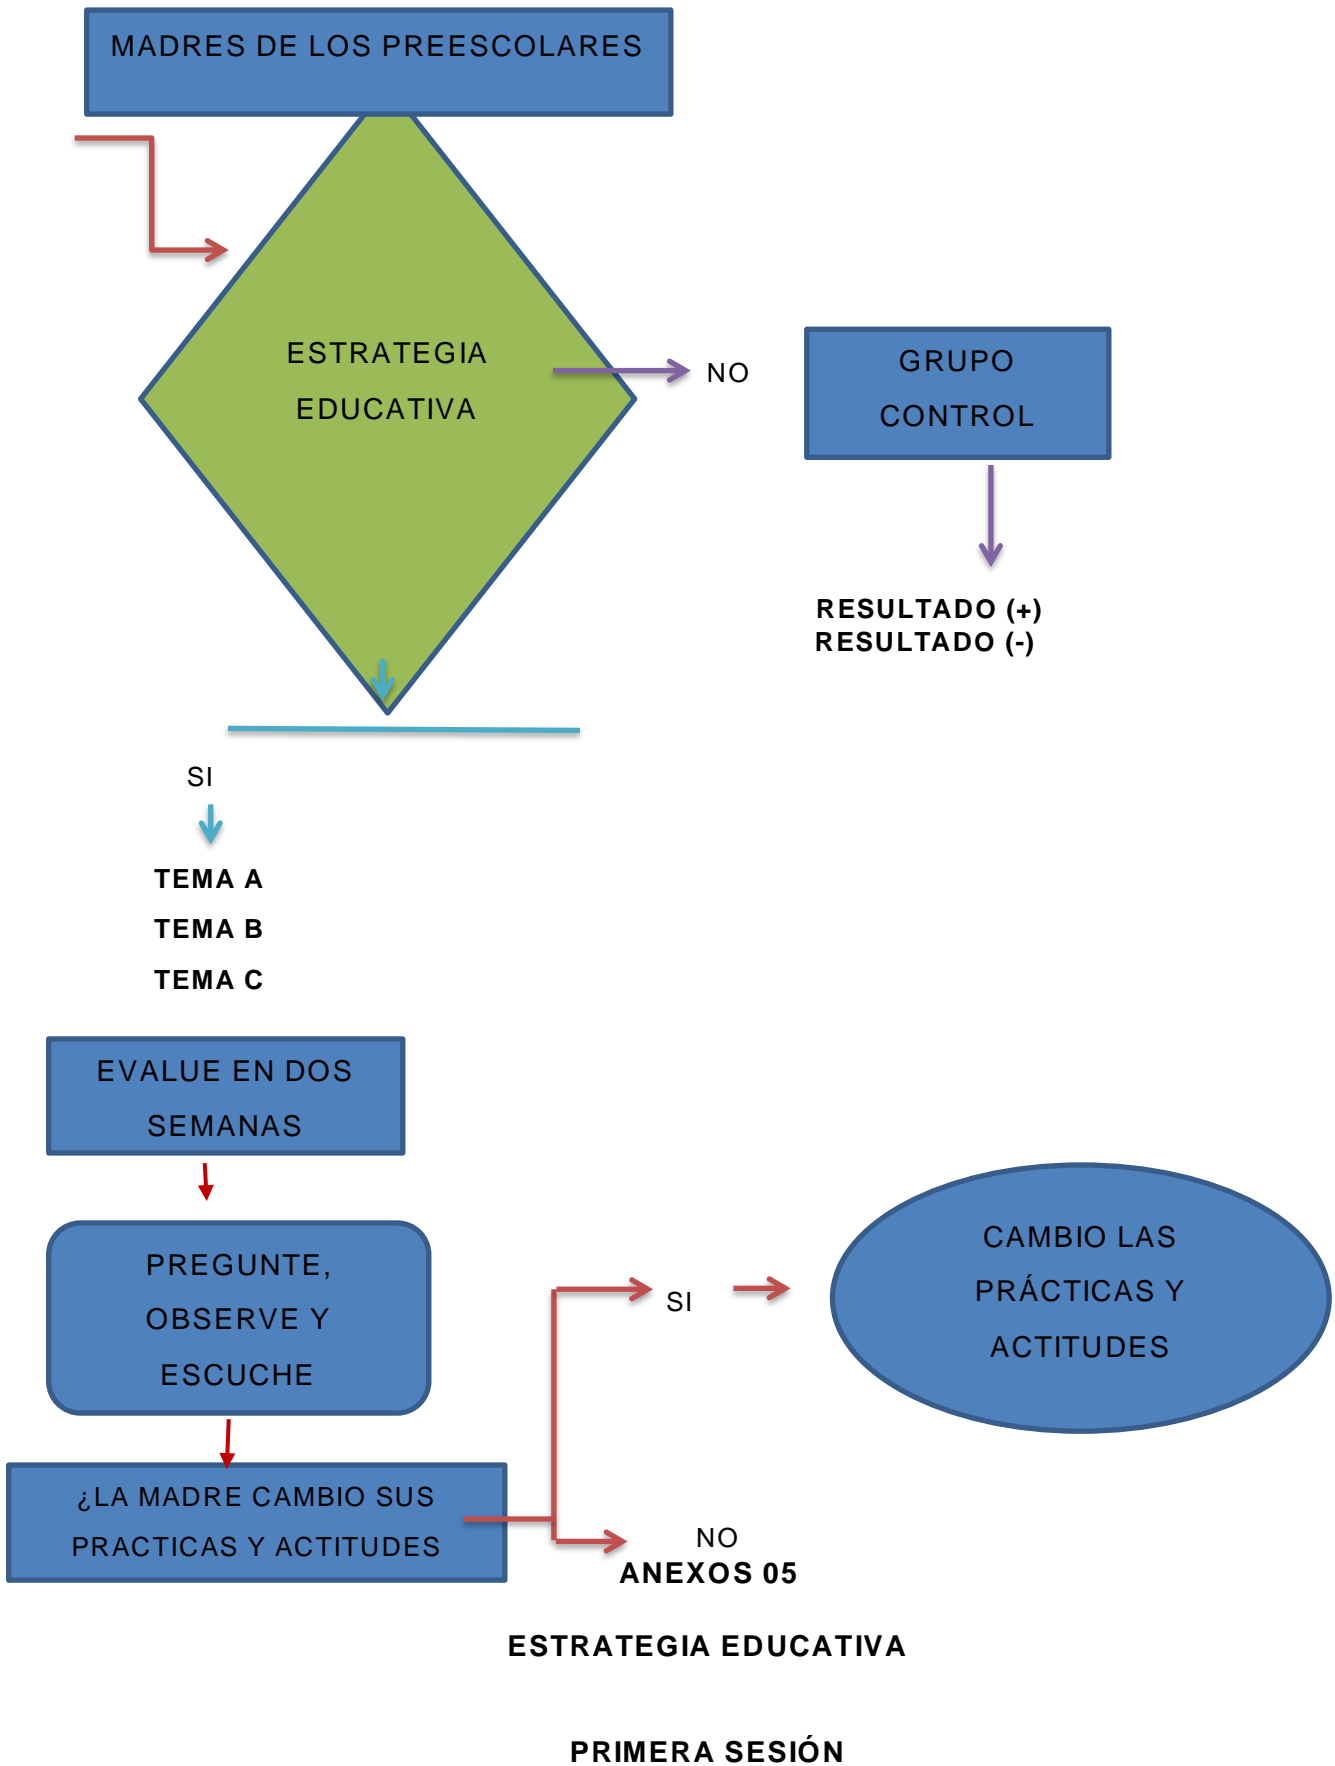 MADRES DE LOS PREESCOLARES
ESTRATEGIA
EDUCATIVA
NO
GRUPO
CONTROL
RESULTADO (+)
RESULTADO (-)
SI
TEMA A
TEMA B
TEMA C
EVALUE EN DOS
SEMANAS
PREGUNTE,
OBSERVE Y
ESCUCHE
SI
CAMBIO LAS
PRÁCTICAS Y
ACTITUDES
¿LA MADRE CAMBIO SUS
PRACTICAS Y ACTITUDES
NO
ANEXOS 05
ESTRATEGIA EDUCATIVA
PRIMERA SESIÓN